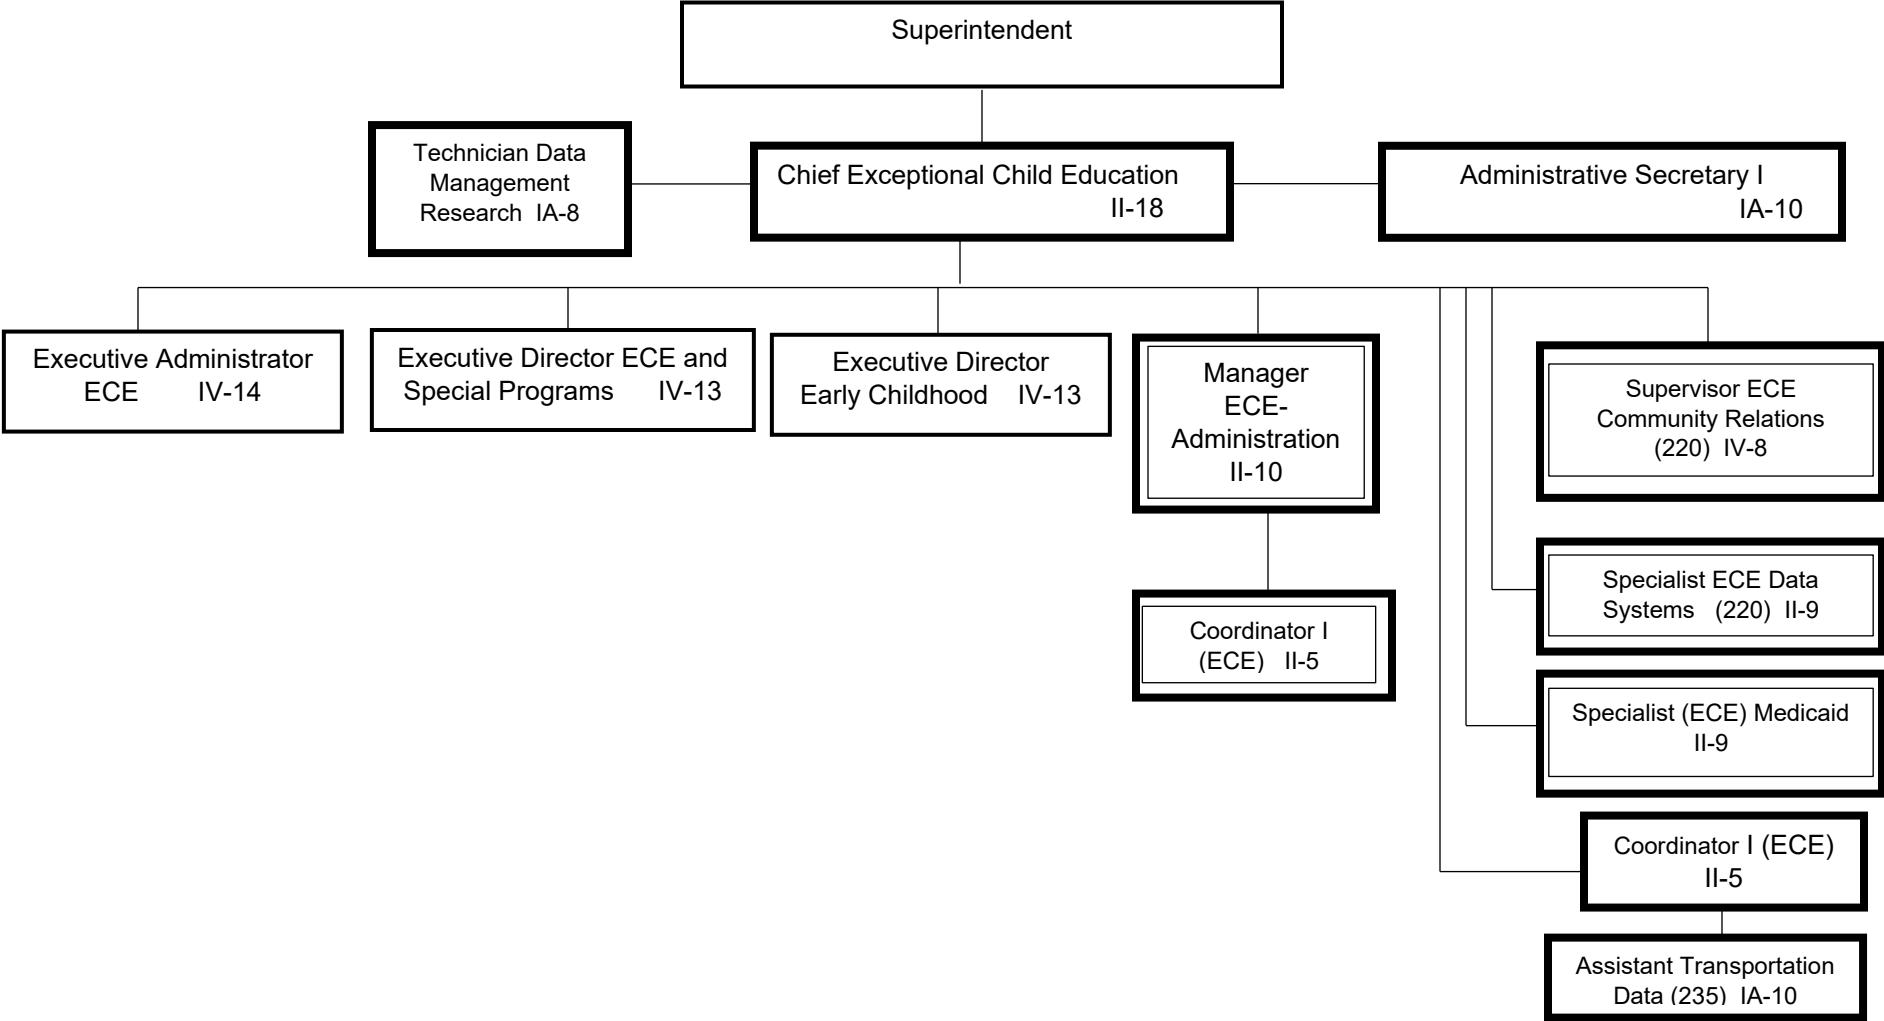 Superintendent
Technician Data
Management
Research IA-8
Chief Exceptional Child Education
II-18
Administrative Secretary I
IA-10
Executive Administrator
ECE IV-14
Executive Director ECE and
Special Programs IV-13
Executive Director
Early Childhood IV-13
Manager
ECE-
Administration
II-10
Supervisor ECE
Community Relations
(220) IV-8
Coordinator I
(ECE) II-5
Specialist ECE Data
Systems (220) II-9
Specialist (ECE) Medicaid
II-9
Coordinator I (ECE)
II-5
Assistant Transportation
Data (235) IA-10